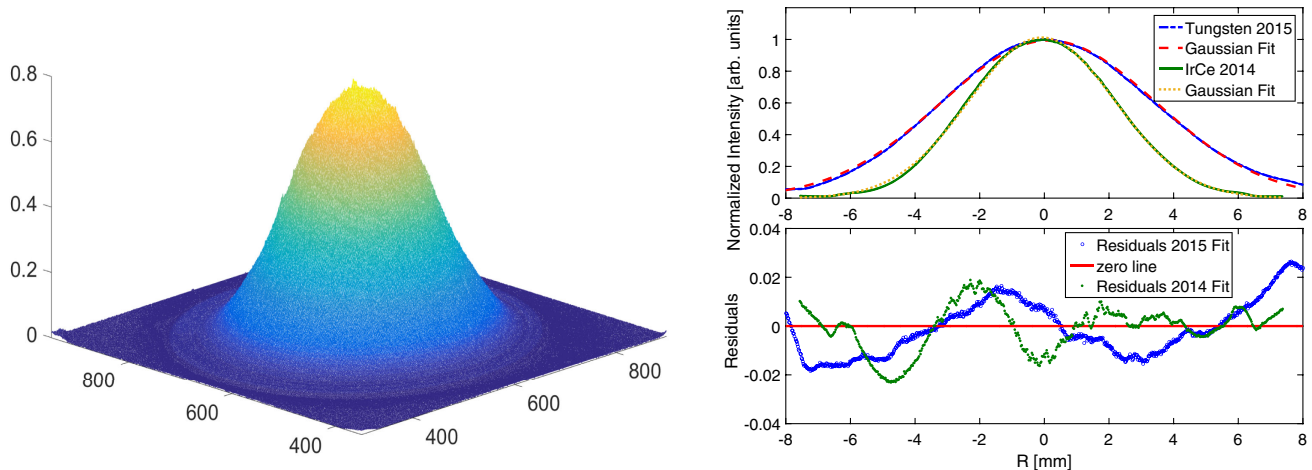 0.8
0.6
0.4
0.2
0
800
600
400
400
600
800
Normalized Intensity [arb. units]
1
0.8
0.6
0.4
0.2
0
Tungsten 2015
Gaussian Fit
IrCe 2014
Gaussian Fit
-8 -6 -4 -2 0 2 4 6 8
Residuals
0.04
0.02
0
-0.02
-0.04
Residuals 2015 Fit
zero line
Residuals 2014 Fit
-8 -6 -4 -2 0 2 4 6 8
R [mm]